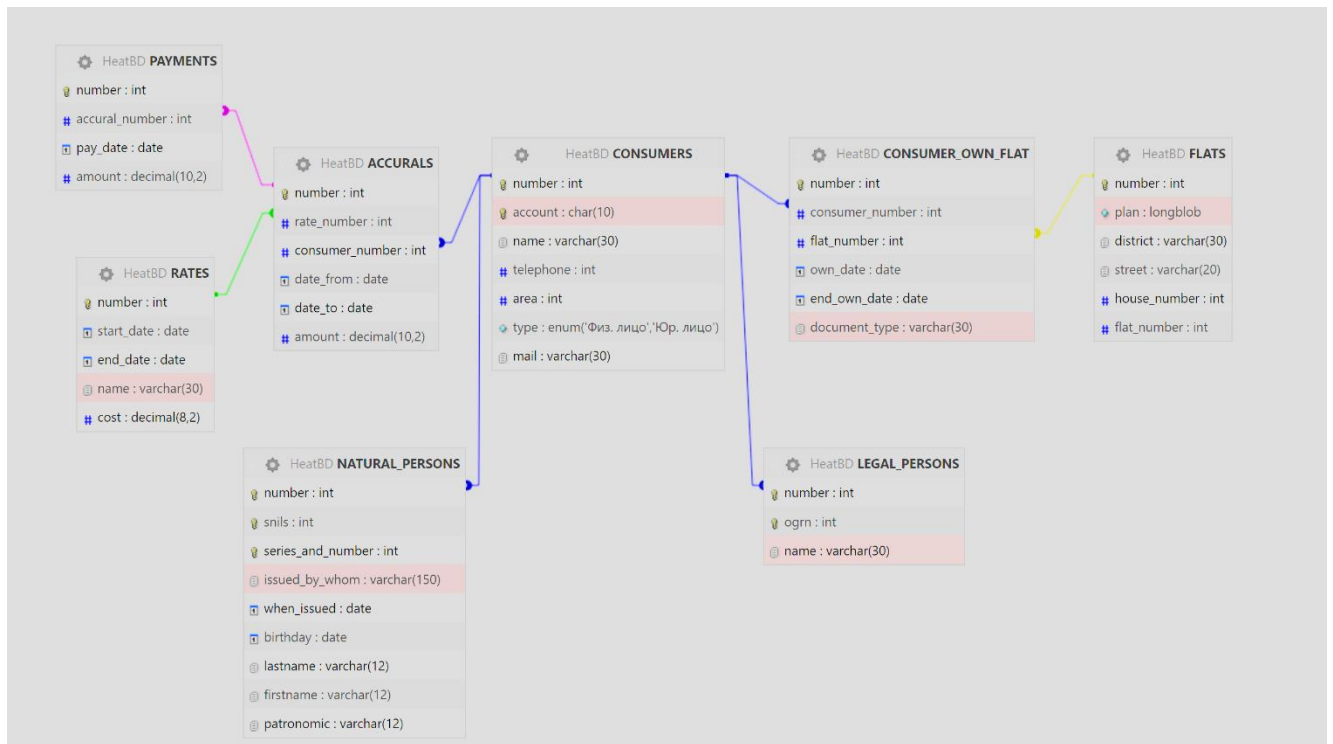 HeatBD PAYMENTS
number : int
accural_number : int
pay_date : date
amount : decimal(10,2)
HeatBD RATES
number : int
start_date : date
end_date : date
name : varchar(30)
cost : decimal(8,2)
HeatBD ACCURALS
number : int
rate_number : int
consumer_number : int
date_from : date
date_to : date
amount : decimal(10,2)
HeatBD CONSUMERS
number : int
account : char(10)
name : varchar(30)
telephone : int
area : int
type : enum('Физ. лицо','Юр. лицо')
mail : varchar(30)
HeatBD CONSUMER_OWN_FLAT
number : int
consumer_number : int
flat_number : int
own_date : date
end_own_date : date
document_type : varchar(30)
HeatBD FLATS
number : int
plan : longblob
district : varchar(30)
street : varchar(20)
house_number : int
flat_number : int
HeatBD NATURAL_PERSONS
number : int
snils : int
series_and_number : int
issued_by_whom : varchar(150)
when_issued : date
birthday : date
lastname : varchar(12)
firstname : varchar(12)
patronomic : varchar(12)
HeatBD LEGAL_PERSONS
number : int
ogrn : int
name : varchar(30)